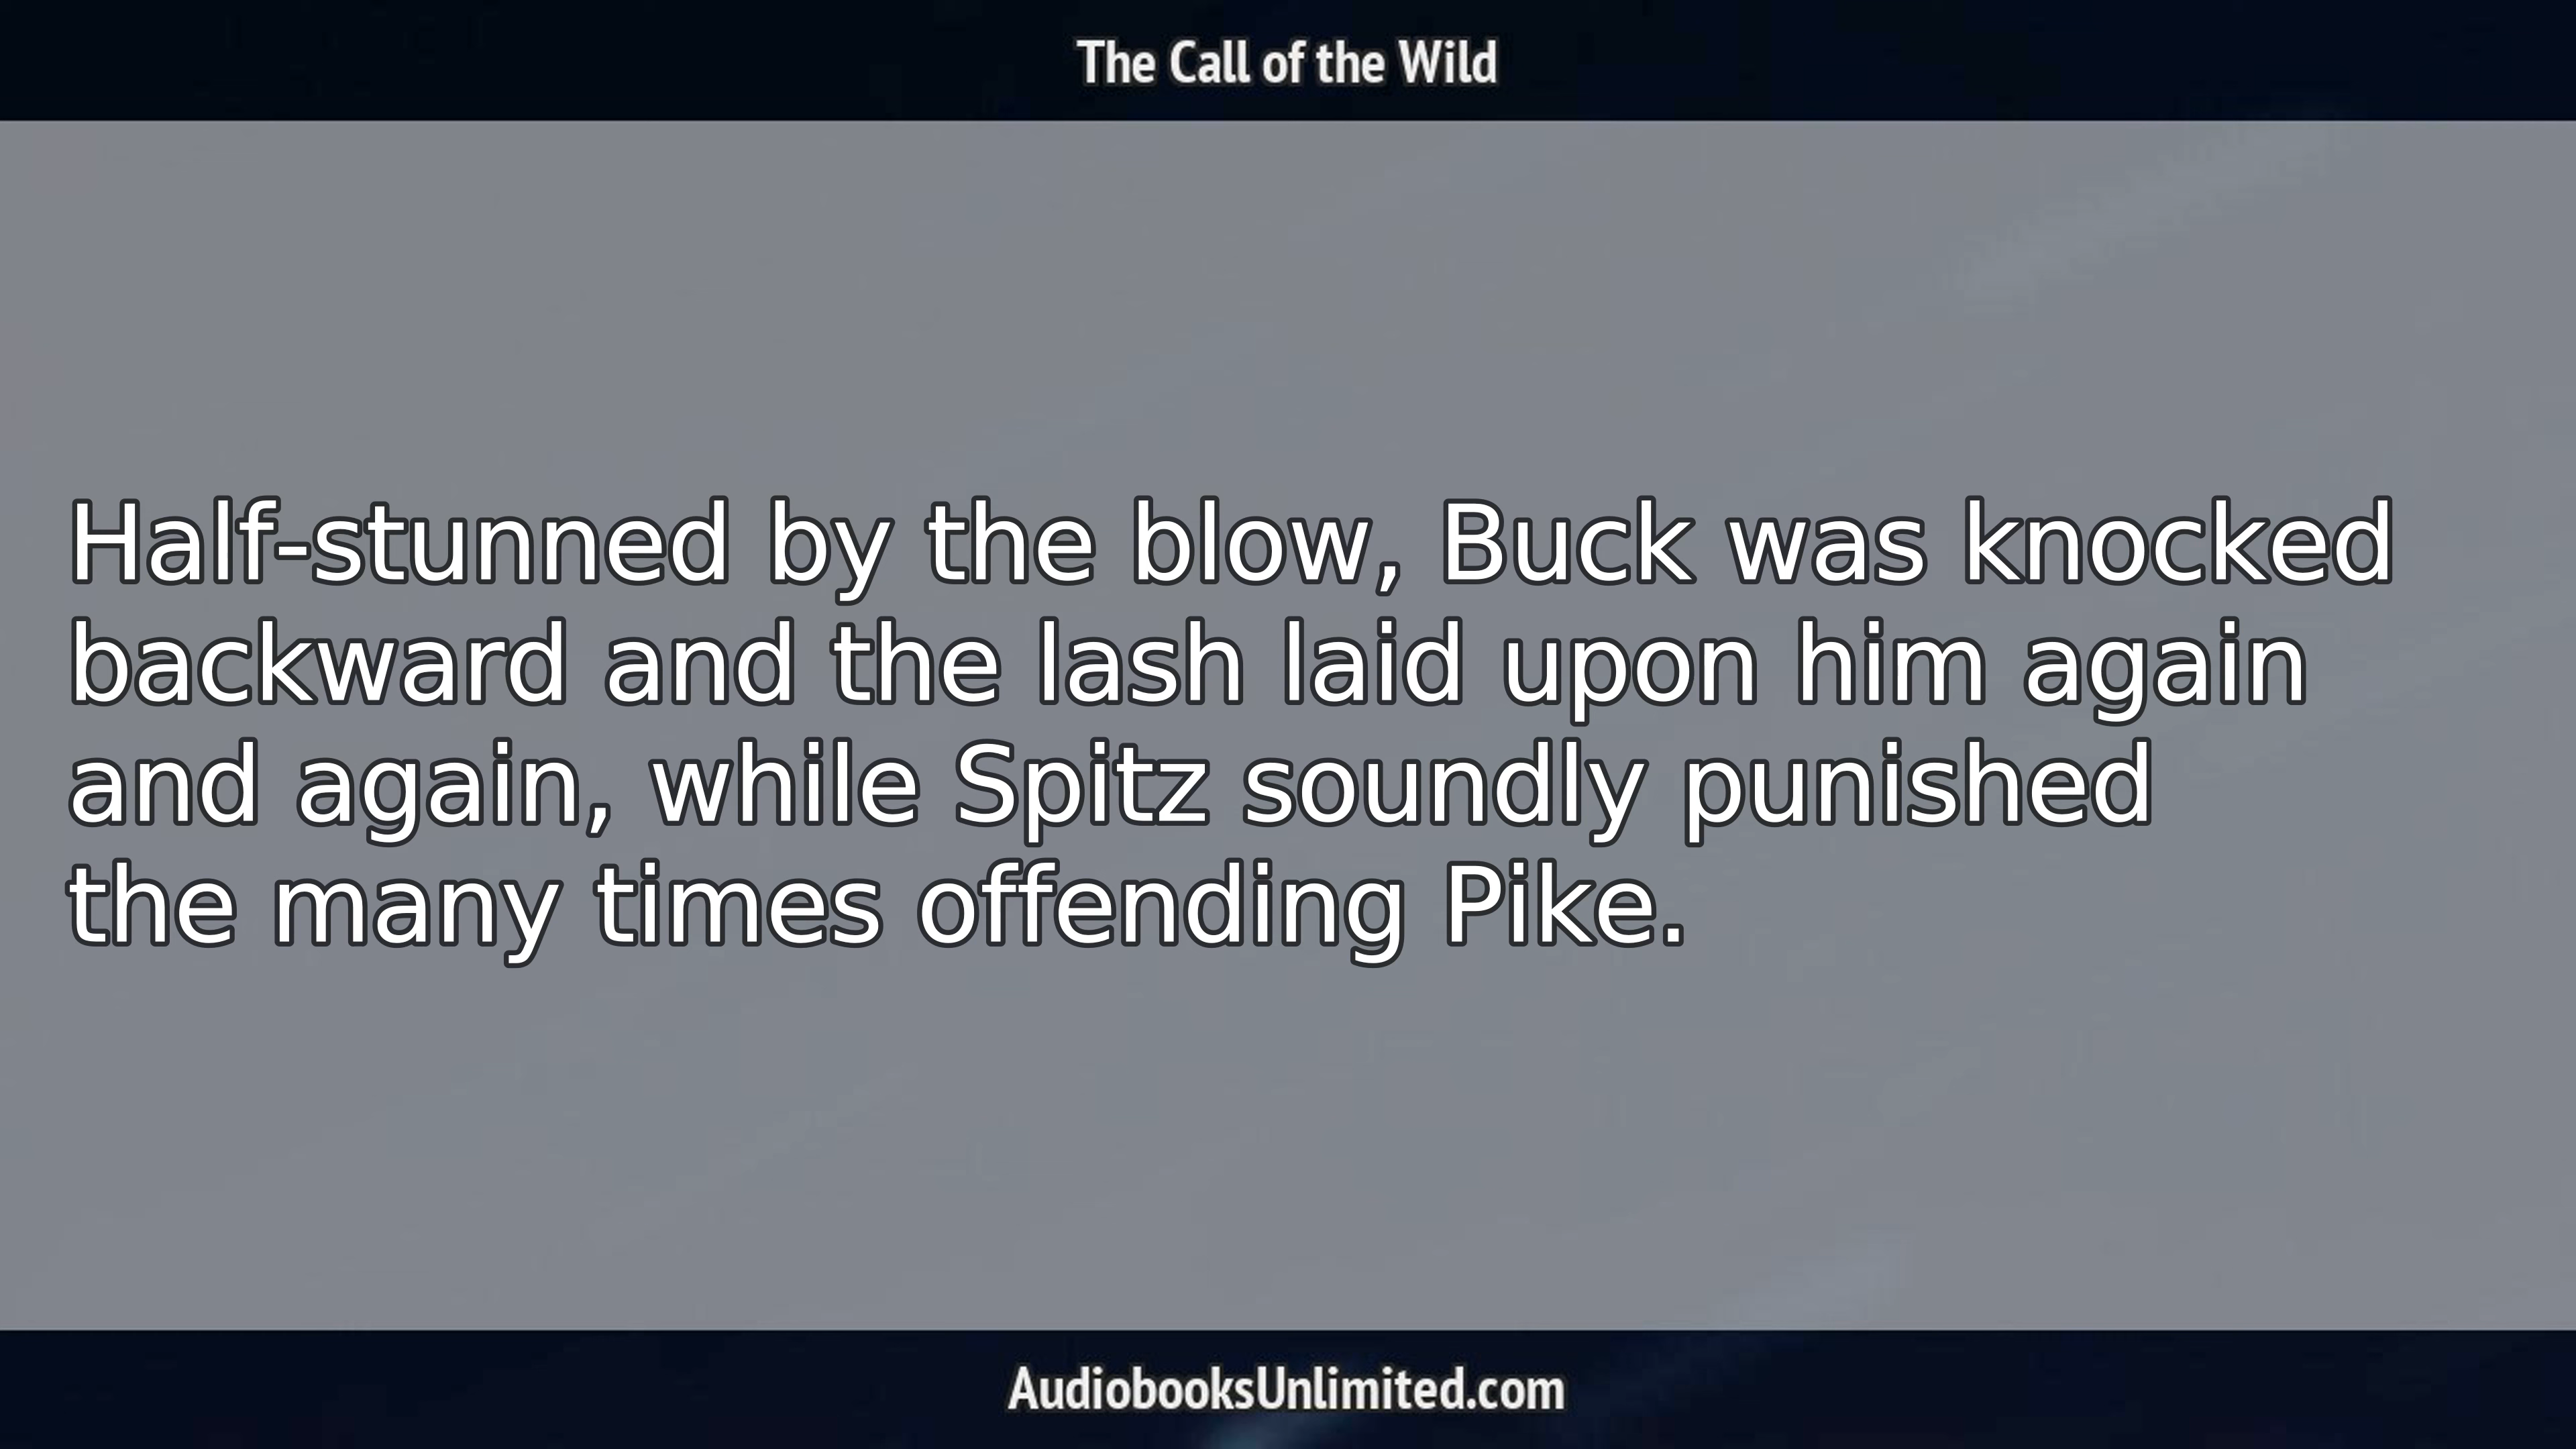 The Call of the Wild
Half-stunned by the blow, Buck was knocked
backward and the lash laid upon him again
and again, while Spitz soundly punished
the many times offending Pike.
AudiobooksUnlimited.com